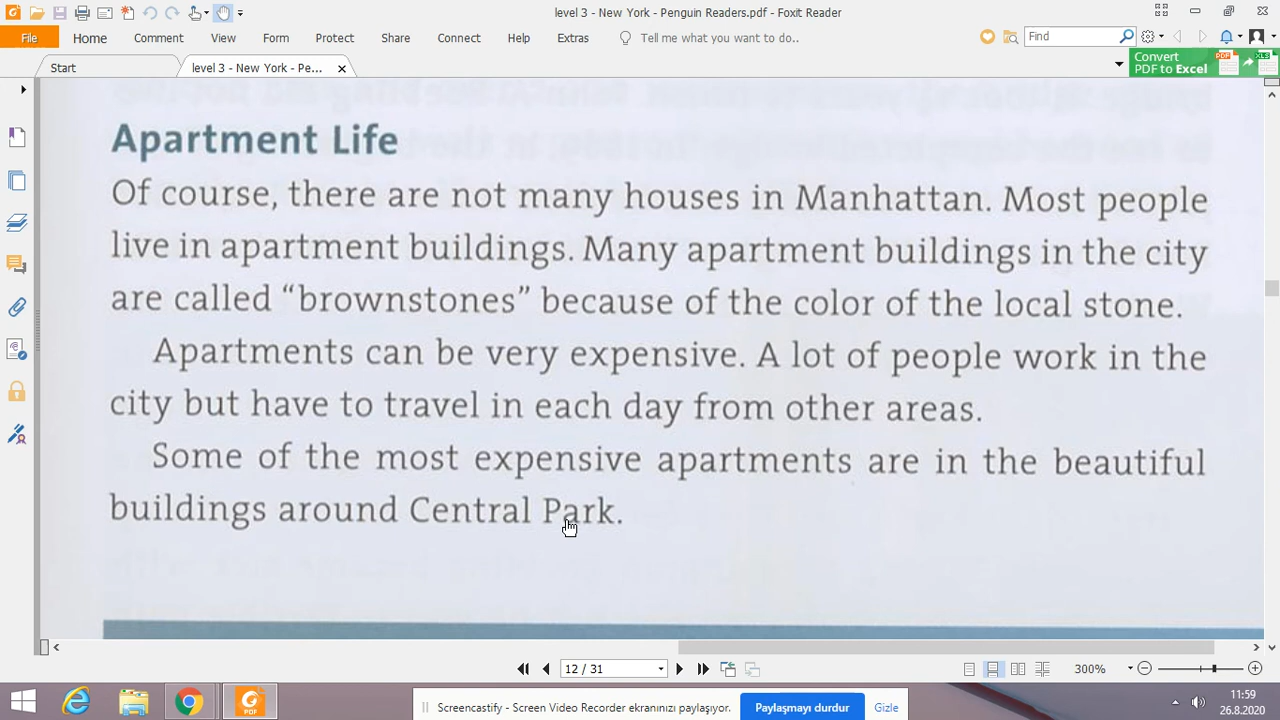 level 3 - New York - Penguin Readers.pdf - Foxit Reader
File Home Comment View Form Protect Share Connect Help Extras Tell me what you want to do.. Find
Start level 3 - New York - Pe...
Convert
PDF to Excel
Apartment Life
Of course, there are not many houses in Manhattan. Most people
live in apartment buildings. Many apartment buildings in the city
are called “brownstones” because of the color of the local stone.
Apartments can be very expensive. A lot of people work in the
city but have to travel in each day from other areas.
Some of the most expensive apartments are in the beautiful
buildings around Central Park.
12 / 31 300%
Screencastify - Screen Video Recorder ekranınızı paylaşıyor. Paylaşmayı durdur Gizle
11:59
26.8.2020